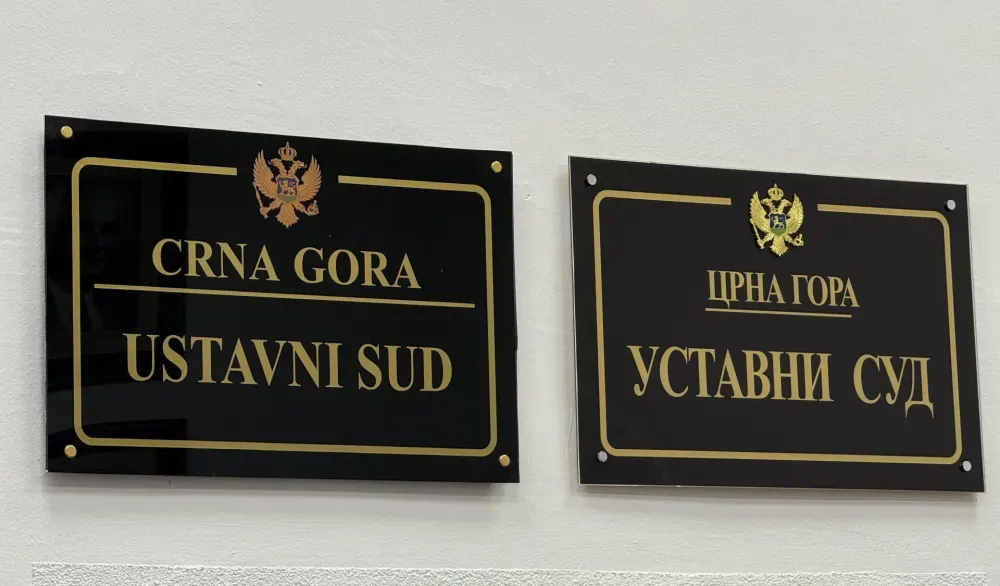 CRNA GORA
USTAVNI SUD
ЦРНА ГОРА
УСТАВНИ СУД